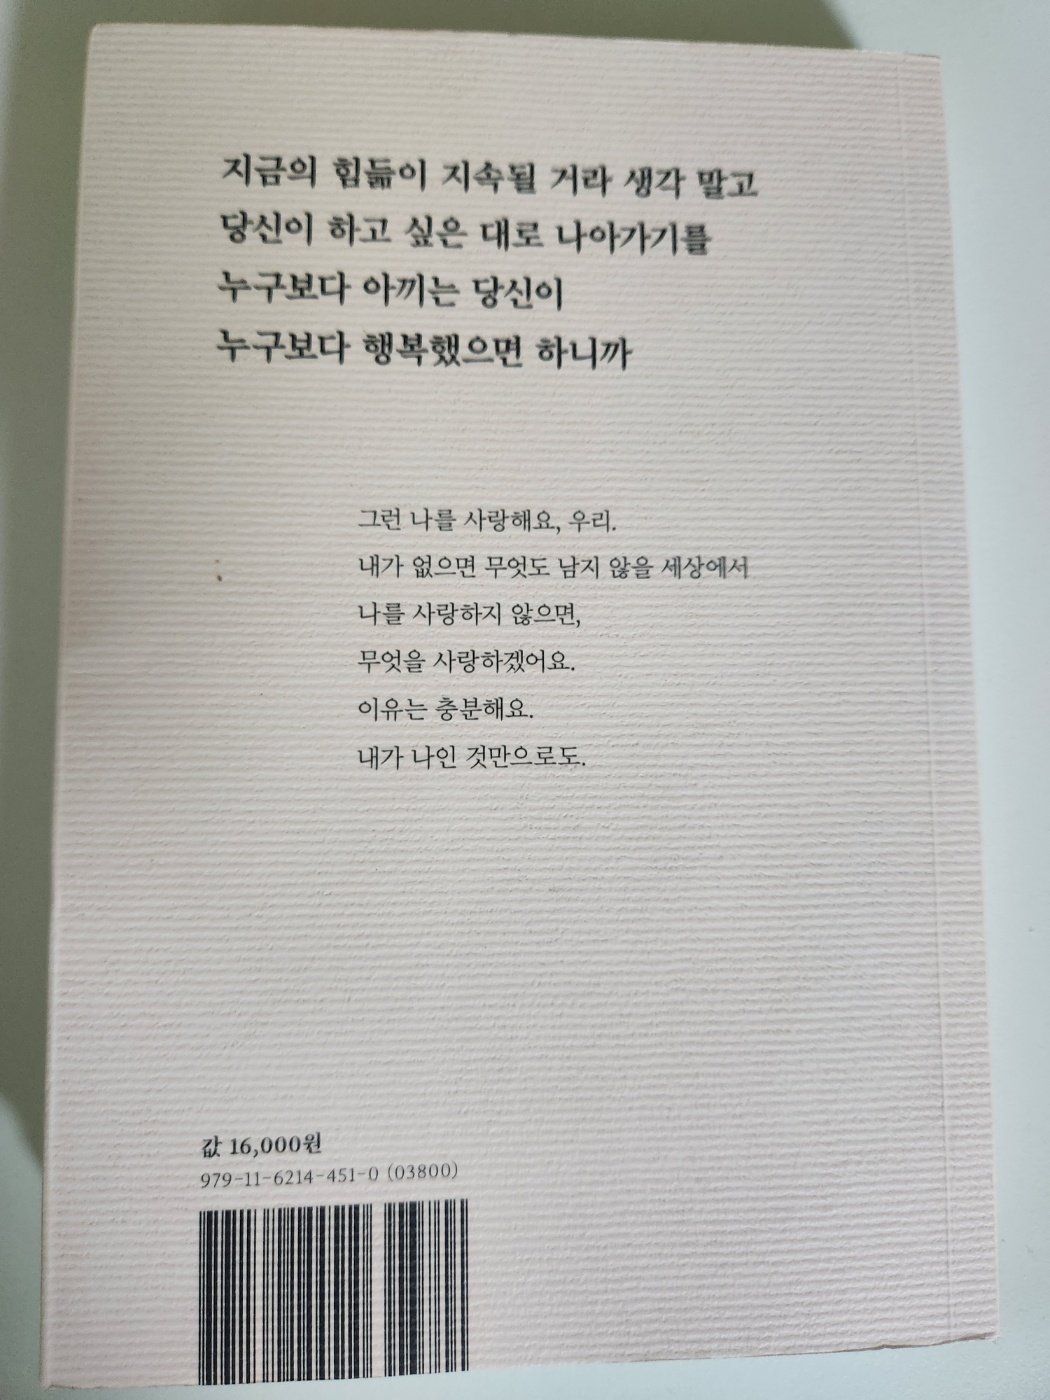 지금의 힘듦이 지속될 거라 생각 말고
당신이 하고 싶은 대로 나아가기를
누구보다 아끼는 당신이
누구보다 행복했으면 하니까
그런 나를 사랑해요, 우리.
내가 없으면 무엇도 남지 않을 세상에서
나를 사랑하지 않으면,
무엇을 사랑하겠어요.
이유는 충분해요.
내가 나인 것만으로도.
값 16,000원
979-11-6214-451-0 (03800)